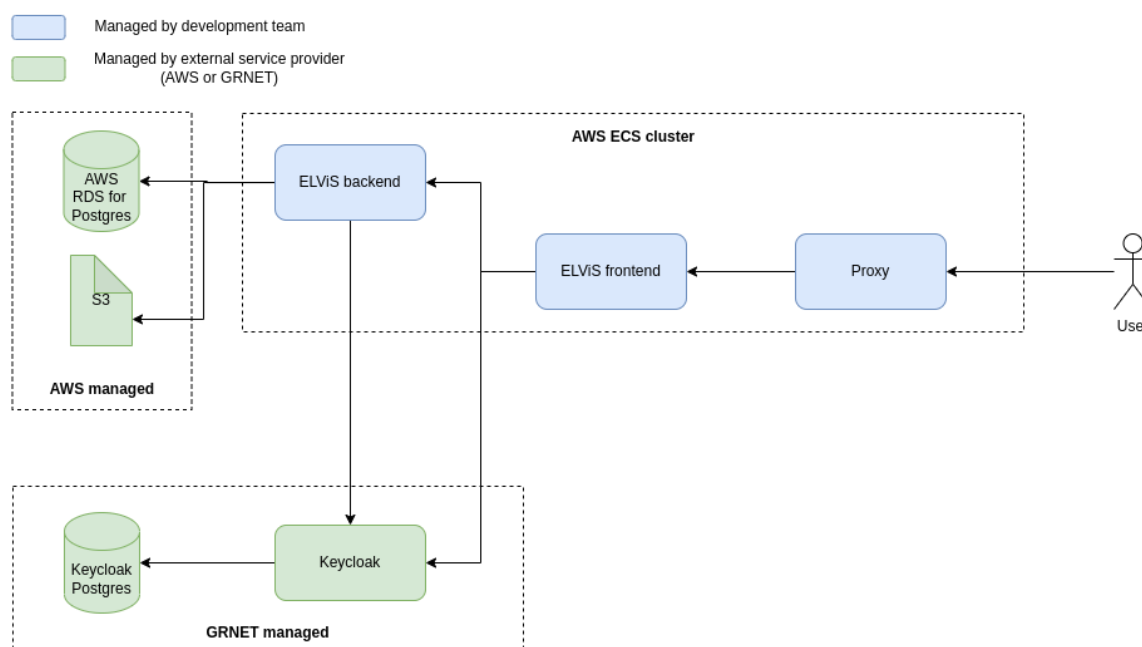 Managed by development team
Managed by external service provider
(AWS or GRNET)
AWS ECS cluster
AWS
RDS for
Postgres
ELViS backend
ELViS frontend
Proxy
S3
Use
AWS managed
Keycloak
Postgres
Keycloak
GRNET managed